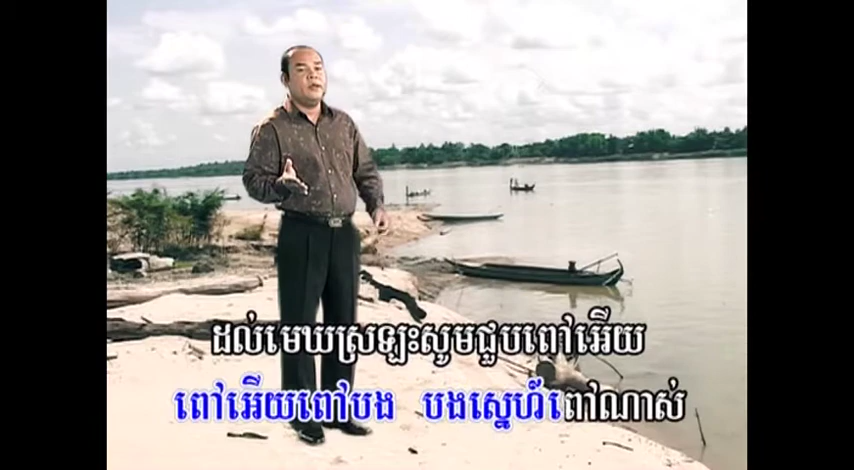 ដល់មេឃស្រឡះសូមជួបពៅអើយ
ពៅអើយពៅបង បងស្នេហ៍ពៅណាស់